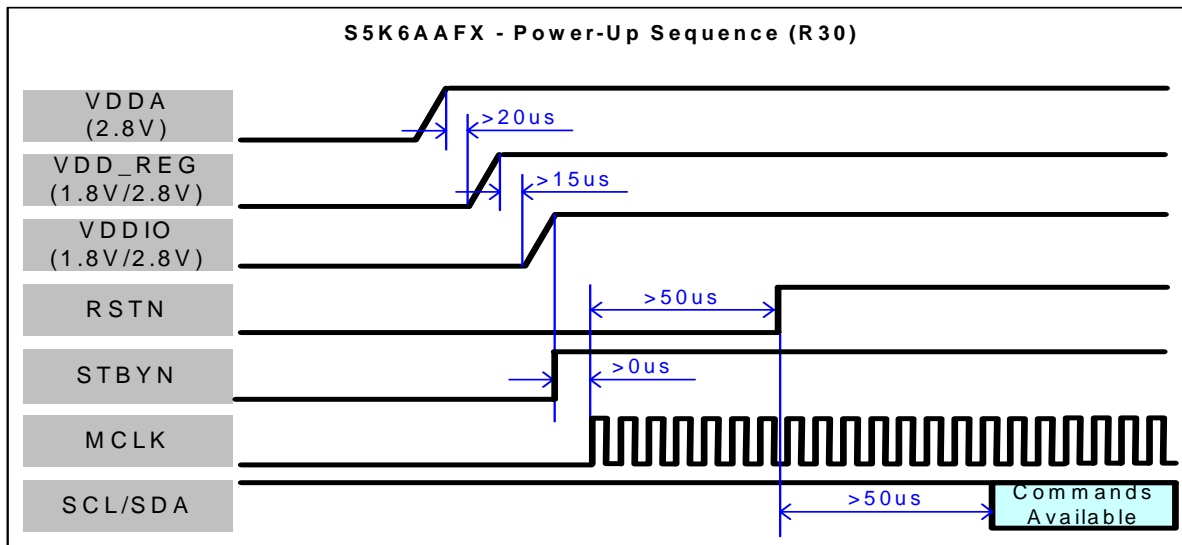 S5K6AAFX - Power-Up Sequence (R30)
VDDA
(2.8V)
>20us
VDD_REG
(1.8V/2.8V)
>15us
VDDIO
(1.8V/2.8V)
RSTN
>50us
STBYN
>0us
MCLK
SCL/SDA
>50us
Commands
Available